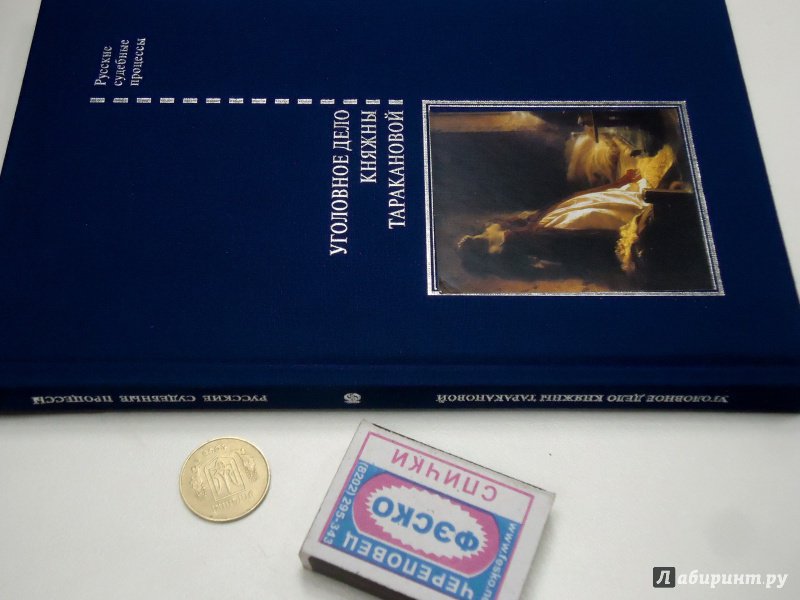 Русские
судебные
процессы
УГОЛОВНОЕ ДЕЛО
КНЯЖНЫ
ТАРАКАНОВОЙ
УГОЛОВНОЕ ДЕЛО КНЯЖНЫ ТАРАКАНОВОЙ
РУССКИЕ СУДЕБНЫЕ ПРОЦЕССЫ
СПИЧКИ
(8202) 295-343
ФЭСКО
www.fesko.ru
ЧЕРЕПОВЕЦ
Лабиринт.ру